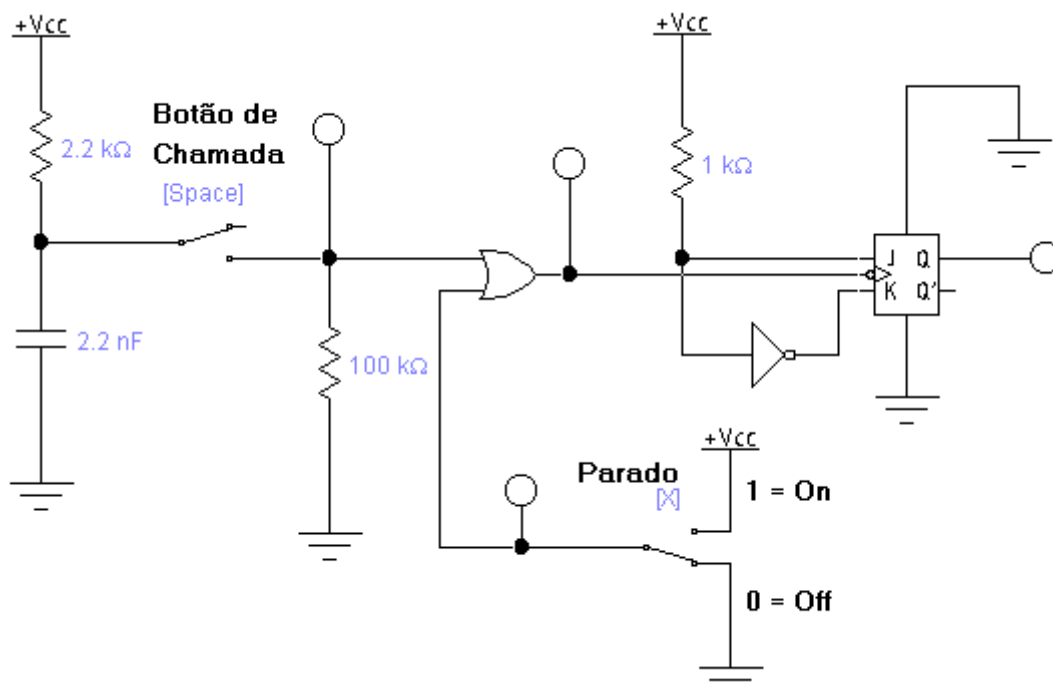 +Vcc
2.2 kΩ
Botão de
Chamada
[Space]
2.2 nF
100 kΩ
+Vcc
1 kΩ
J Q
K Q'
Parado
[X]
+Vcc
1 = On
0 = Off